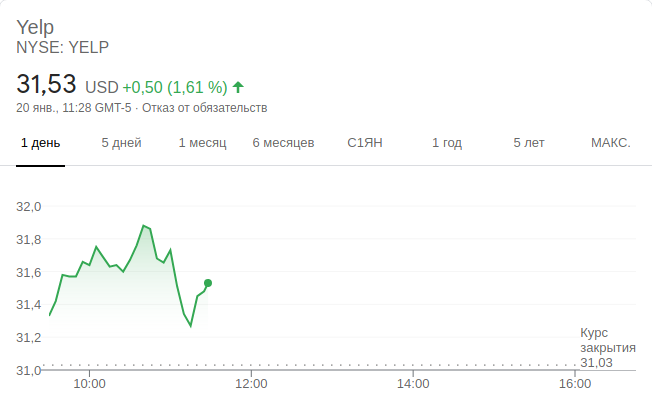 Yelp
NYSE: YELP
31,53 USD +0,50 (1,61 %)
20 янв., 11:28 GMT-5 · Отказ от обязательств
1 день 5 дней 1 месяц 6 месяцев С1ЯН 1 год 5 лет МАКС.
32,0
31,8
31,6
31,4
31,2
31,0
Курс
закрытия
31,03
10:00 12:00 14:00 16:00